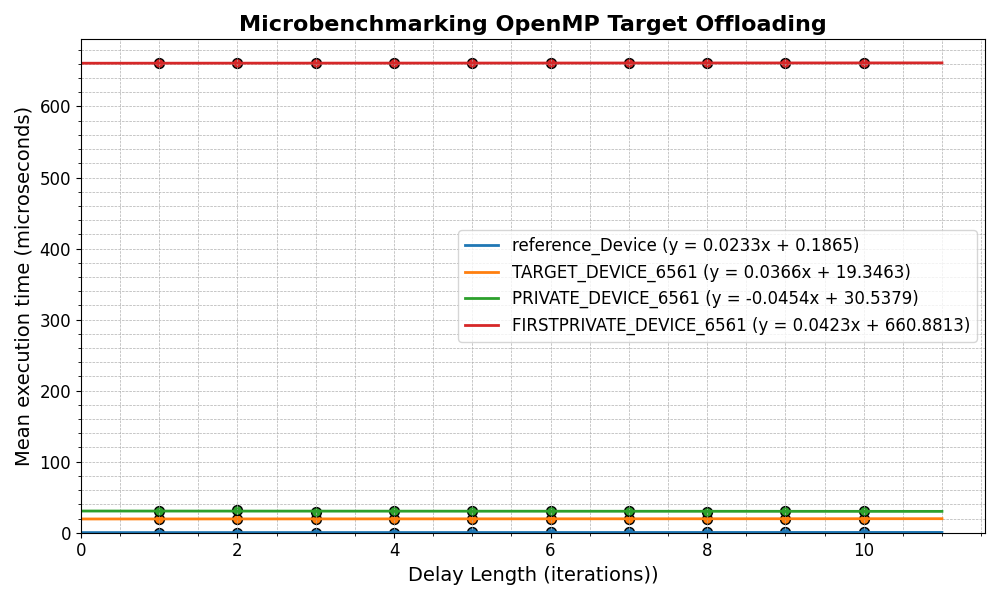 Microbenchmarking OpenMP Target Offloading
Mean execution time (microseconds)
600
500
400
300
200
100
0
reference_Device (y = 0.0233x + 0.1865)
TARGET_DEVICE_6561 (y = 0.0366x + 19.3463)
PRIVATE_DEVICE_6561 (y = -0.0454x + 30.5379)
FIRSTPRIVATE_DEVICE_6561 (y = 0.0423x + 660.8813)
0 2 4 6 8 10
Delay Length (iterations))